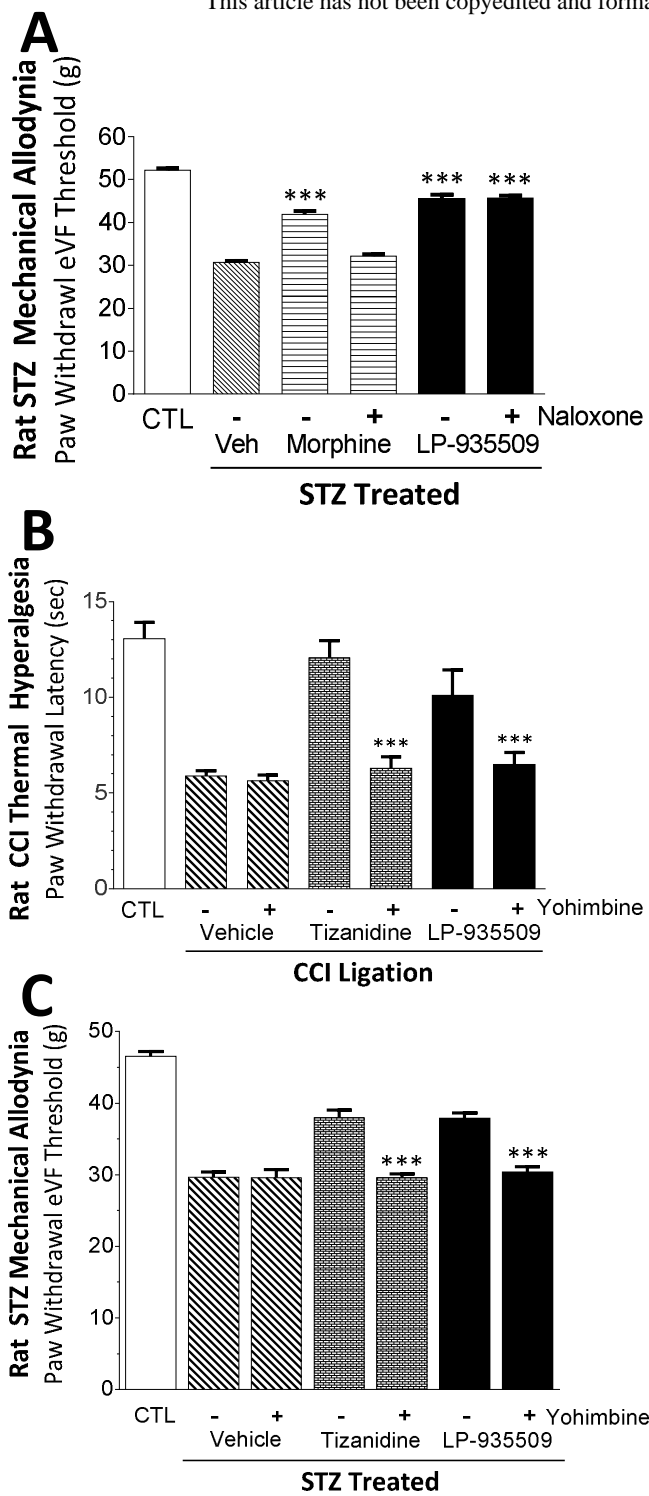 This article has not been copyedited and forma
A
Rat STZ Mechanical Allodynia
Paw Withdrawl eVF Threshold (g)
60
50
40
30
20
10
0
***
*** ***
CTL - - + - + Naloxone
Veh Morphine LP-935509
STZ Treated
B
Rat CCI Thermal Hyperalgesia
Paw Withdrawal Latency (sec)
15
10
5
0
***
***
CTL - + - + - + Yohimbine
Vehicle Tizanidine LP-935509
CCI Ligation
C
Rat STZ Mechanical Allodynia
Paw Withdrawal eVF Threshold (g)
50
40
30
20
10
0
***
***
CTL - + - + - + Yohimbine
Vehicle Tizanidine LP-935509
STZ Treated